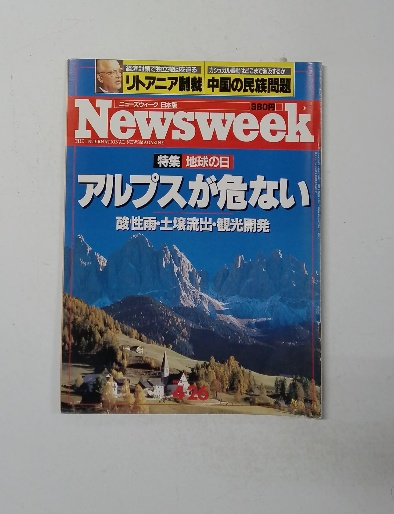 リトアニア制裁
中国の民族問題
ニューズウィーク 日本版
380円
Newsweek
特集 地球の日
アルプスが危ない
酸性雨・土壌流出・観光開発
4・26